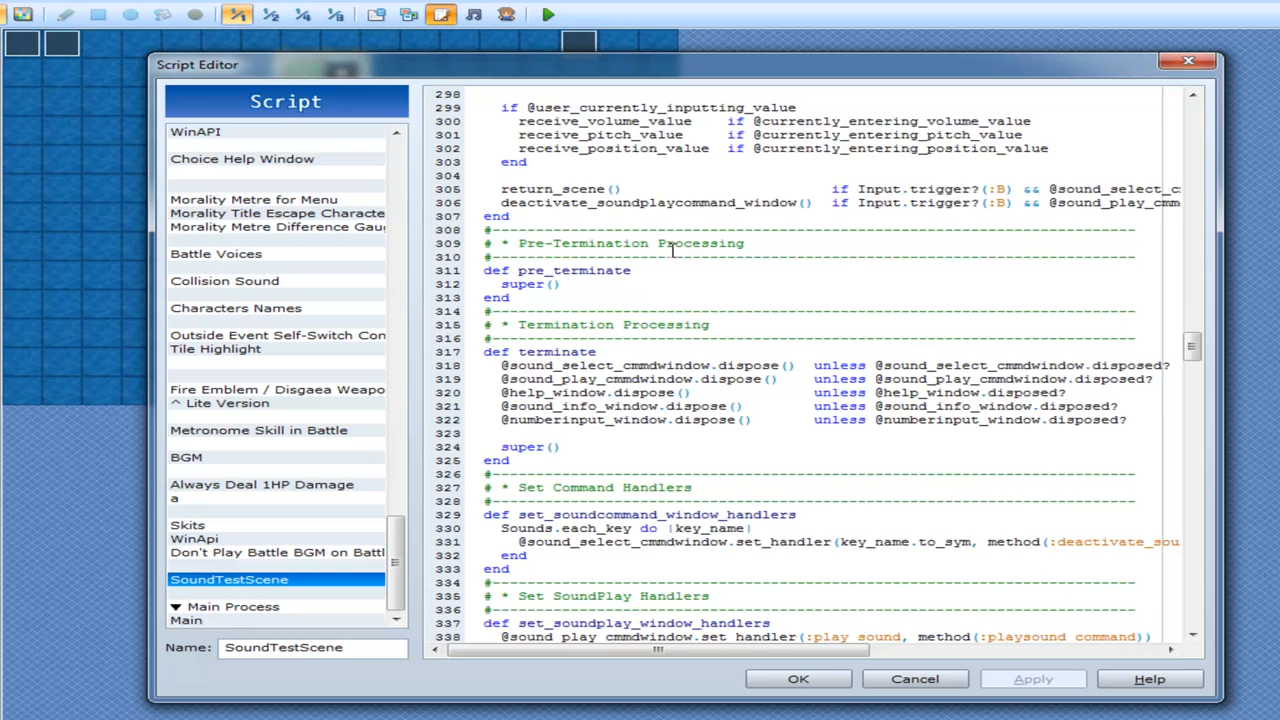 Script Editor
Script
WinAPI
Choice Help Window
Morality Metre for Menu
Morality Title Escape Characte
Morality Metre Difference Gau
Battle Voices
Collision Sound
Characters Names
Outside Event Self-Switch Con
Tile Highlight
Fire Emblem / Disgaea Weapo
^ Lite Version
Metronome Skill in Battle
BGM
Always Deal 1HP Damage
a
Skits
WinApi
Don't Play Battle BGM on Battl
SoundTestScene
▼ Main Process
Main
Name: SoundTestScene
298
299 if @user_currently_inputting_value
300 receive_volume_value if @currently_entering_volume_value
301 receive_pitch_value if @currently_entering_pitch_value
302 receive_position_value if @currently_entering_position_value
303 end
304
305 return_scene() if Input.trigger?(:B) && @sound_select_c
306 deactivate_soundplaycommand_window() if Input.trigger?(:B) && @sound_play_cmm
307 end
308 #--------------------------------------------------------------------------
309 # * Pre-Termination Processing
310 #--------------------------------------------------------------------------
311 def pre_terminate
312 super()
313 end
314 #--------------------------------------------------------------------------
315 # * Termination Processing
316 #--------------------------------------------------------------------------
317 def terminate
318 @sound_select_cmmdwindow.dispose() unless @sound_select_cmmdwindow.disposed?
319 @sound_play_cmmdwindow.dispose() unless @sound_play_cmmdwindow.disposed?
320 @help_window.dispose() unless @help_window.disposed?
321 @sound_info_window.dispose() unless @sound_info_window.disposed?
322 @numberinput_window.dispose() unless @numberinput_window.disposed?
323
324 super()
325 end
326 #--------------------------------------------------------------------------
327 # * Set Command Handlers
328 #--------------------------------------------------------------------------
329 def set_soundcommand_window_handlers
330 Sounds.each_key do |key_name|
331 @sound_select_cmmdwindow.set_handler(key_name.to_sym, method(:deactivate_sou
332 end
333 end
334 #--------------------------------------------------------------------------
335 # * Set SoundPlay Handlers
336 #--------------------------------------------------------------------------
337 def set_soundplay_window_handlers
338 @sound_play_cmmdwindow.set_handler(:play_sound, method(:playsound_command))
OK
Cancel
Apply
Help